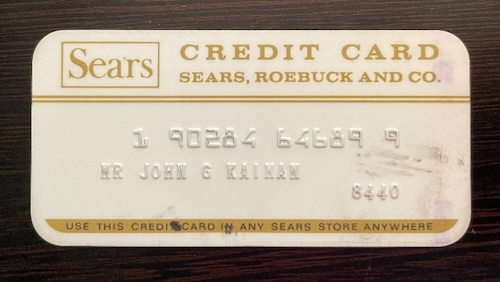 Sears
CREDIT CARD
SEARS, ROEBUCK AND CO.
1 90284 64689 9
MR JOHN G KAINAN
8440
USE THIS CREDIT CARD IN ANY SEARS STORE ANYWHERE